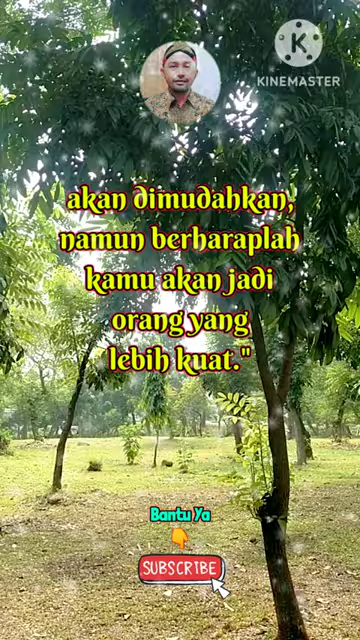 KINEMASTER
akan dimudahkan,
namun berharaplah
kamu akan jadi
orang yang
lebih kuat."
Bantu Ya
SUBSCRIBE